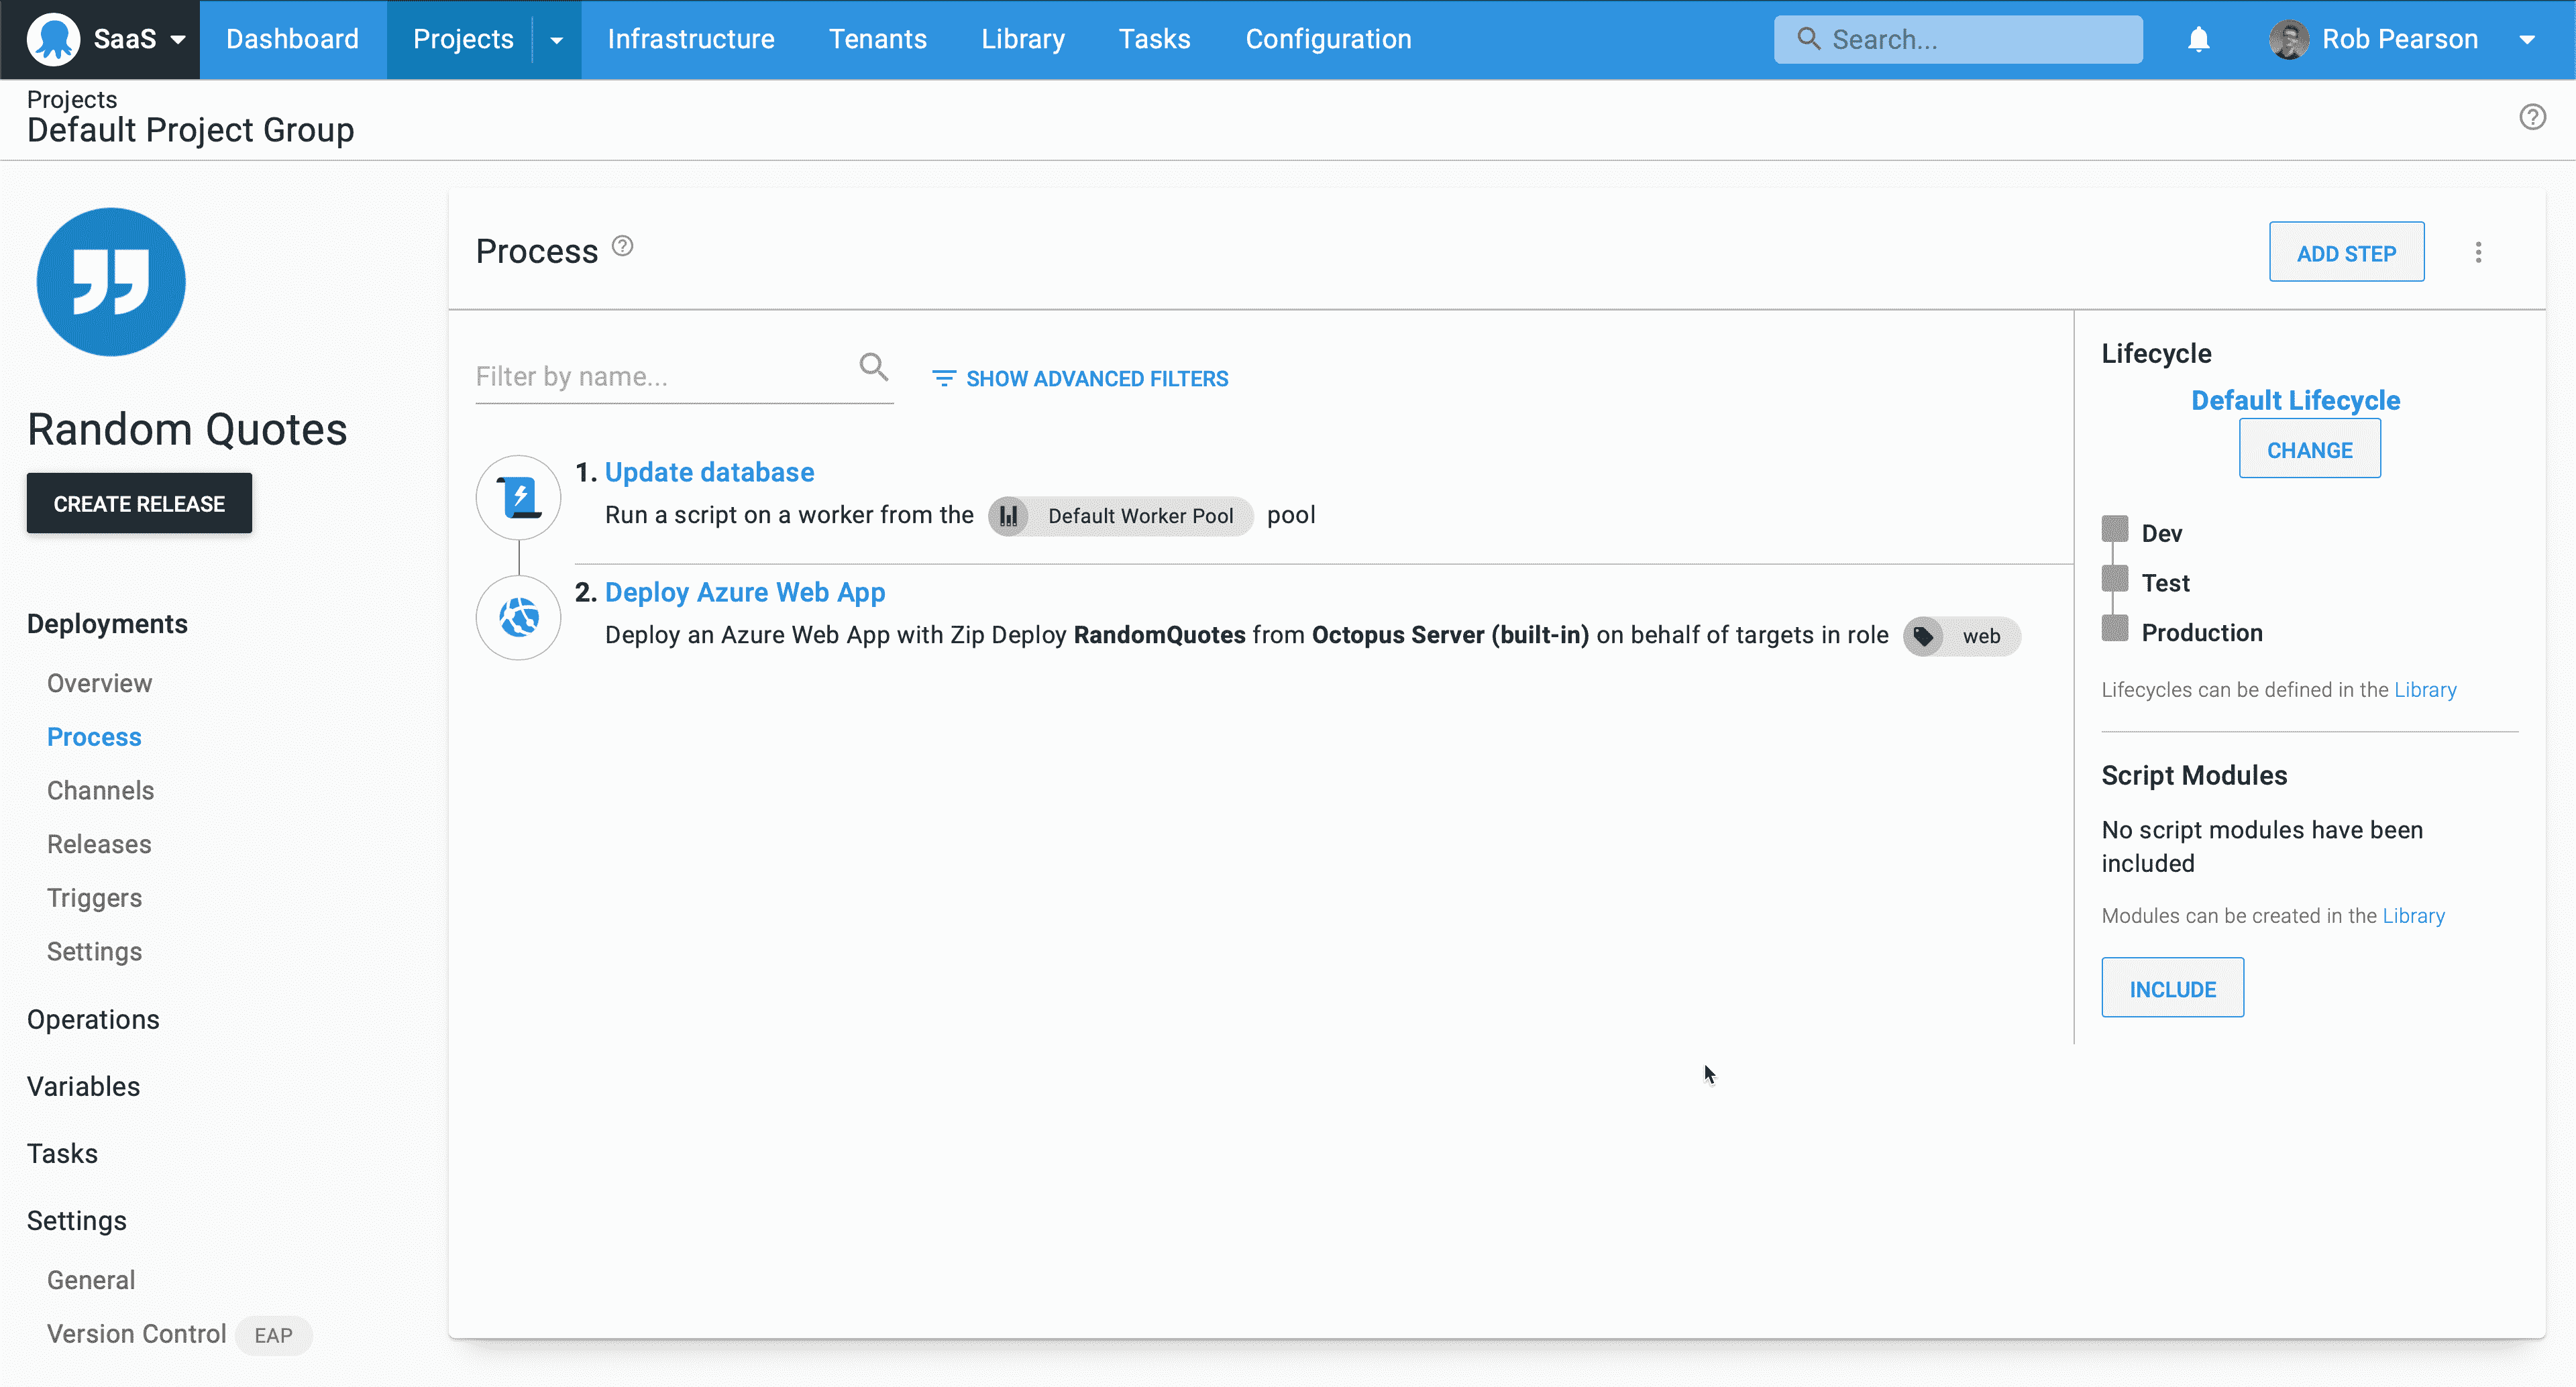 SaaS Dashboard Projects Infrastructure Tenants Library Tasks Configuration Search... Rob Pearson
Projects
Default Project Group
Random Quotes
CREATE RELEASE
Deployments
Overview
Process
Channels
Releases
Triggers
Settings
Operations
Variables
Tasks
Settings
General
Version Control EAP
Process
ADD STEP
Filter by name...
SHOW ADVANCED FILTERS
1. Update database
Run a script on a worker from the Default Worker Pool pool
2. Deploy Azure Web App
Deploy an Azure Web App with Zip Deploy RandomQuotes from Octopus Server (built-in) on behalf of targets in role web
Lifecycle
Default Lifecycle
CHANGE
Dev
Test
Production
Lifecycles can be defined in the Library
Script Modules
No script modules have been
included
Modules can be created in the Library
INCLUDE